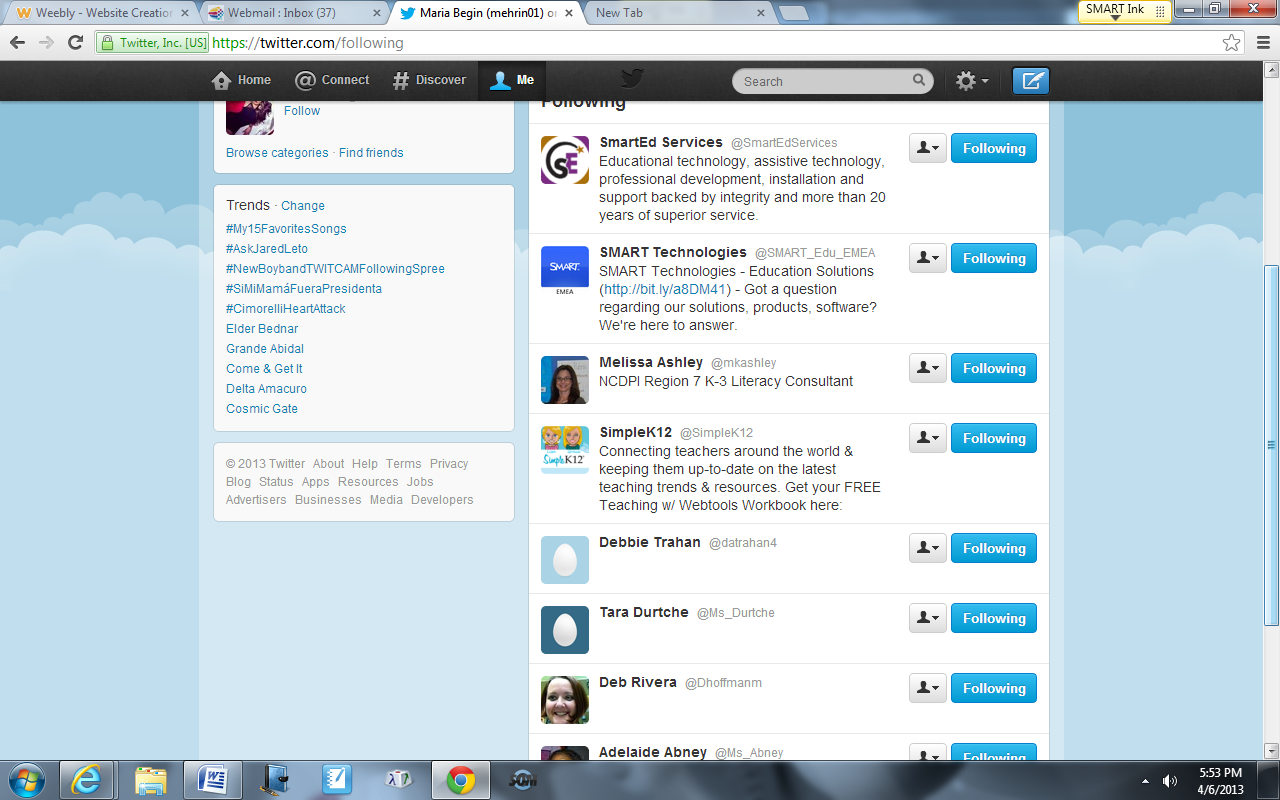 Weebly - Website Creation
Webmail : Inbox (37)
Maria Begin (mehrin01) on
New Tab
SMART Ink
Twitter, Inc. [US]
https://twitter.com/following
Home
Connect
Discover
Me
Search
Follow
Browse categories · Find friends
Trends · Change
#My15FavoritesSongs
#AskJaredLeto
#NewBoybandTWITCAMFollowingSpree
#SiMiMamáFueraPresidenta
#CimorelliHeartAttack
Elder Bednar
Grande Abidal
Come & Get It
Delta Amacuro
Cosmic Gate
© 2013 Twitter About Help Terms Privacy
Blog Status Apps Resources Jobs
Advertisers Businesses Media Developers
Following
SmartEd Services @SmartEdServices
Following
Educational technology, assistive technology,
professional development, installation and
support backed by integrity and more than 20
years of superior service.
SMART Technologies @SMART_Edu_EMEA
Following
SMART
EMEA
SMART Technologies - Education Solutions
(http://bit.ly/a8DM41) - Got a question
regarding our solutions, products, software?
We're here to answer.
Melissa Ashley @mkashley
Following
NCDPI Region 7 K-3 Literacy Consultant
SimpleK12 @SimpleK12
Following
Simple K12
Connecting teachers around the world &
keeping them up-to-date on the latest
teaching trends & resources. Get your FREE
Teaching w/ Webtools Workbook here:
Debbie Trahan @datrahan4
Following
Tara Durtche @Ms_Durtche
Following
Deb Rivera @Dhoffmanm
Following
Adelaide Abney @Ms_Abney
Following
5:53 PM
4/6/2013